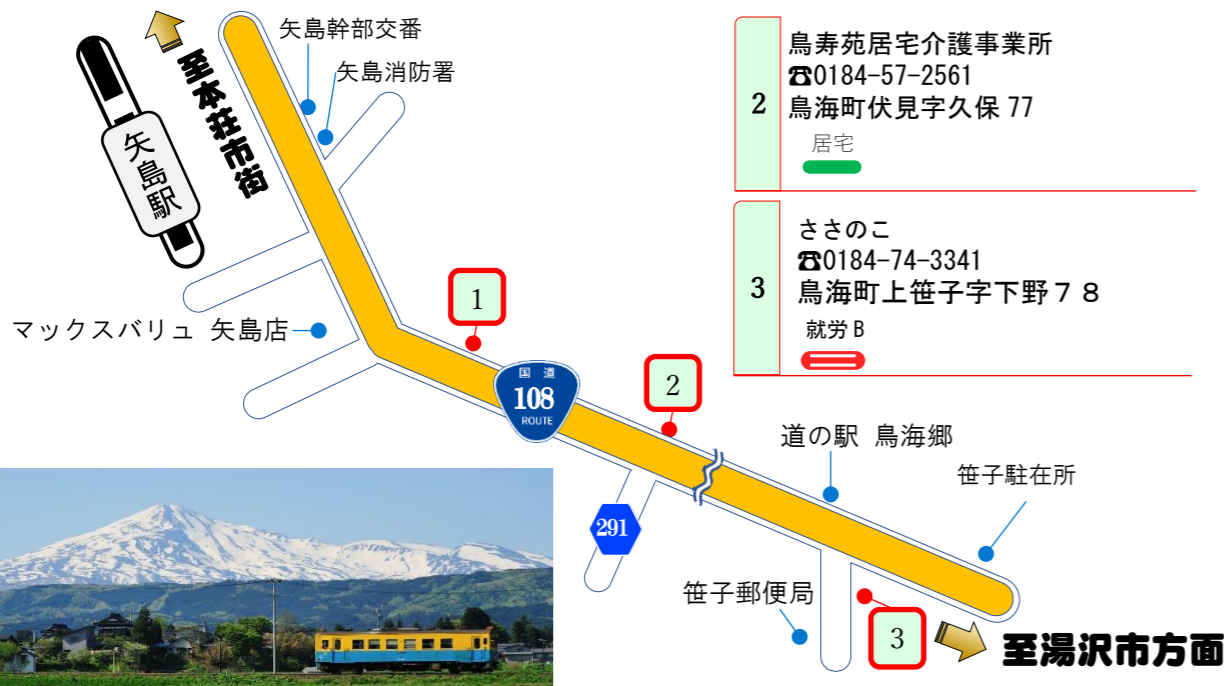 矢島幹部交番
矢島消防署
至本荘市街
矢島駅
マックスバリュ 矢島店
1
国道
108
ROUTE
2
291
道の駅 鳥海郷
笹子駐在所
笹子郵便局
3
至湯沢市方面
2
鳥寿苑居宅介護事業所
☎0184-57-2561
鳥海町伏見字久保 77
居宅
3
ささのこ
☎0184-74-3341
鳥海町上笹子字下野７８
就労 B